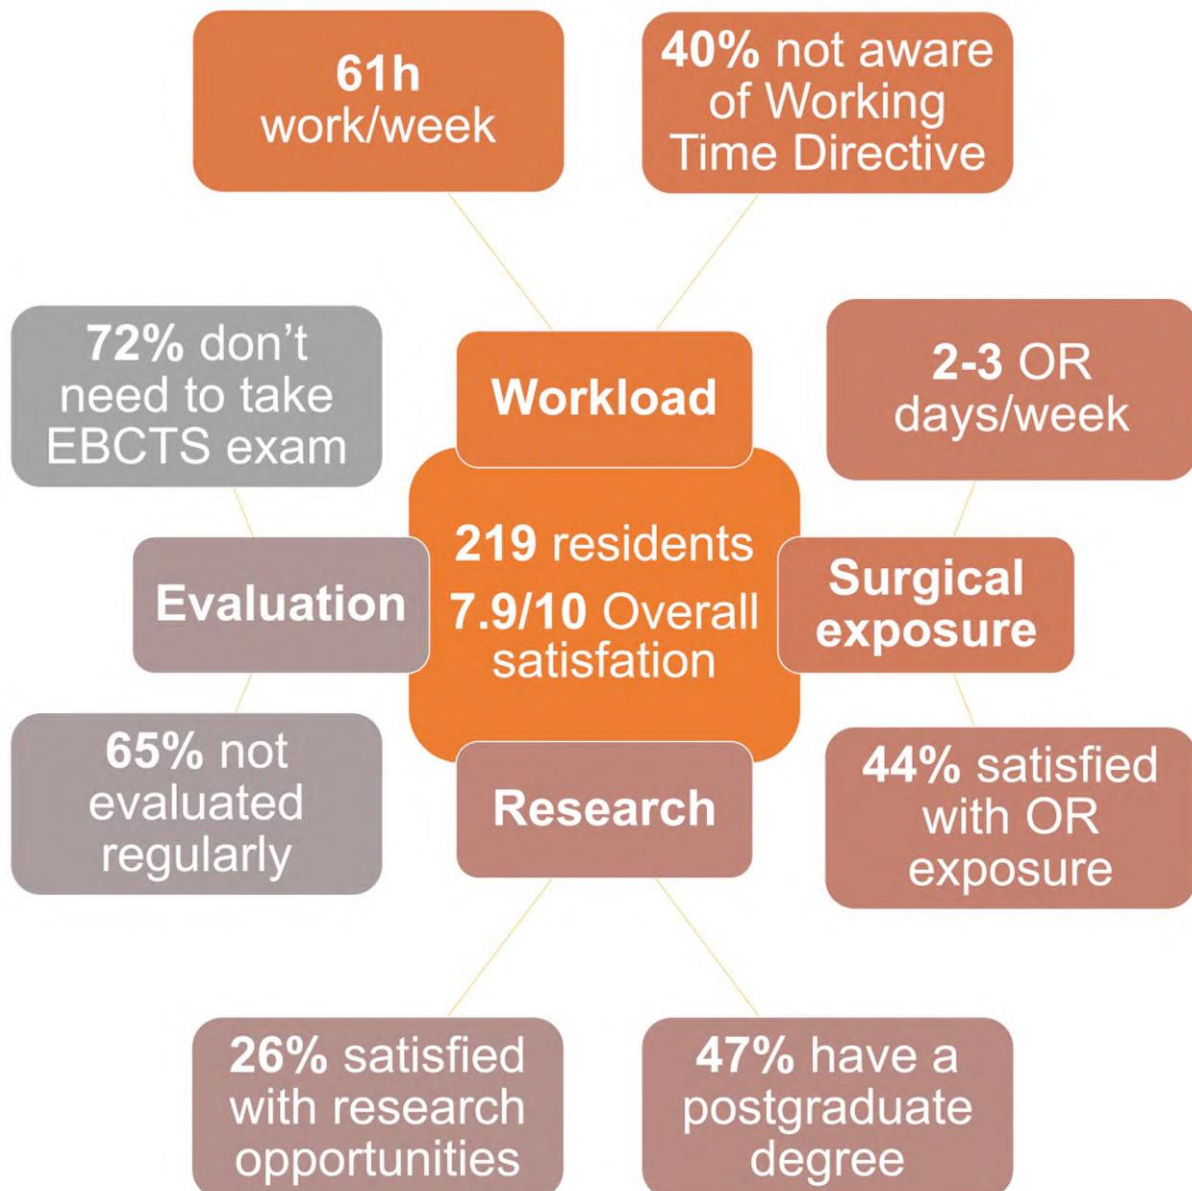 61h
work/week
40% not aware
of Working
Time Directive
72% don’t
need to take
EBCTS exam
Workload
2-3 OR
days/week
Evaluation
219 residents
7.9/10 Overall
satisfation
Surgical
exposure
65% not
evaluated
regularly
Research
44% satisfied
with OR
exposure
26% satisfied
with research
opportunities
47% have a
postgraduate
degree